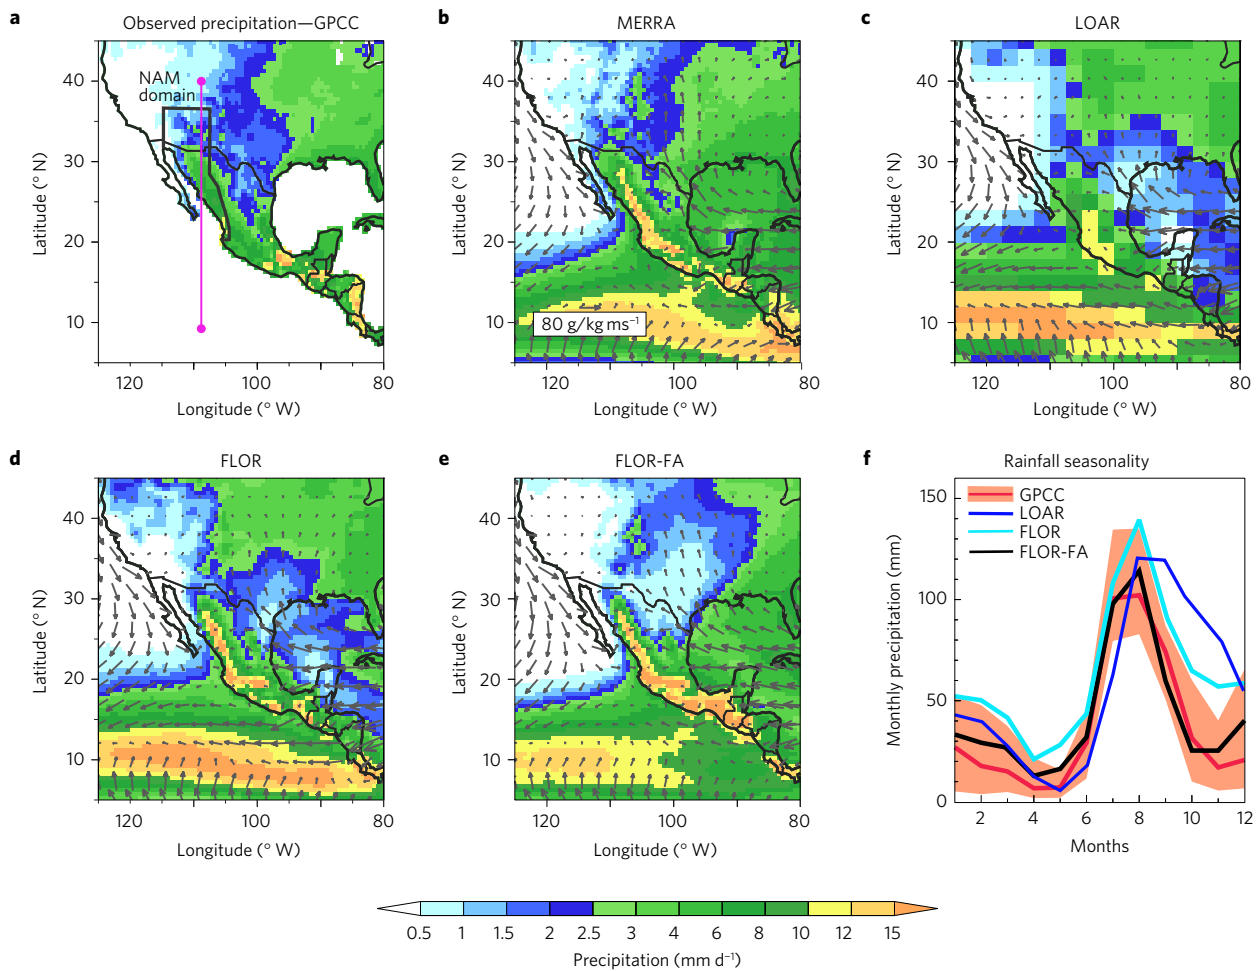 a Observed precipitation—GPCC
b MERRA
c LOAR
NAM
domain
40
30
20
10
Latitude (° N)
120 100 80
Longitude (° W)
40
30
20
10
Latitude (° N)
80 g/kg ms⁻¹
120 100 80
Longitude (° W)
40
30
20
10
Latitude (° N)
120 100 80
Longitude (° W)
d FLOR
e FLOR-FA
f Rainfall seasonality
40
30
20
10
Latitude (° N)
120 100 80
Longitude (° W)
40
30
20
10
Latitude (° N)
120 100 80
Longitude (° W)
150
100
50
0
Monthly precipitation (mm)
GPCC
LOAR
FLOR
FLOR-FA
2 4 6 8 10 12
Months
0.5 1 1.5 2 2.5 3 4 6 8 10 12 15
Precipitation (mm d⁻¹)